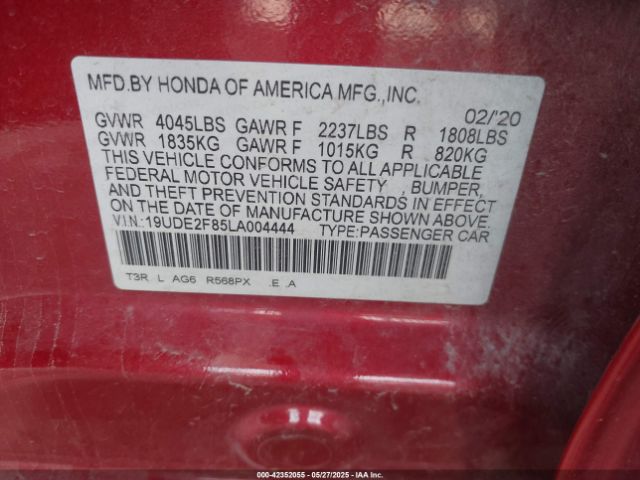 MFD.BY HONDA OF AMERICA MFG.,INC.
02/'20
GVWR 4045LBS GAWR F 2237LBS R 1808LBS
GVWR 1835KG GAWR F 1015KG R 820KG
THIS VEHICLE CONFORMS TO ALL APPLICABLE
FEDERAL MOTOR VEHICLE SAFETY , BUMPER,
AND THEFT PREVENTION STANDARDS IN EFFECT
ON THE DATE OF MANUFACTURE SHOWN ABOVE.
V.I.N.:19UDE2F85LA004444 TYPE:PASSENGER CAR
T3R L AG6 R568PX .E .A
000-42352055 - 05/27/2025 - IAA Inc.